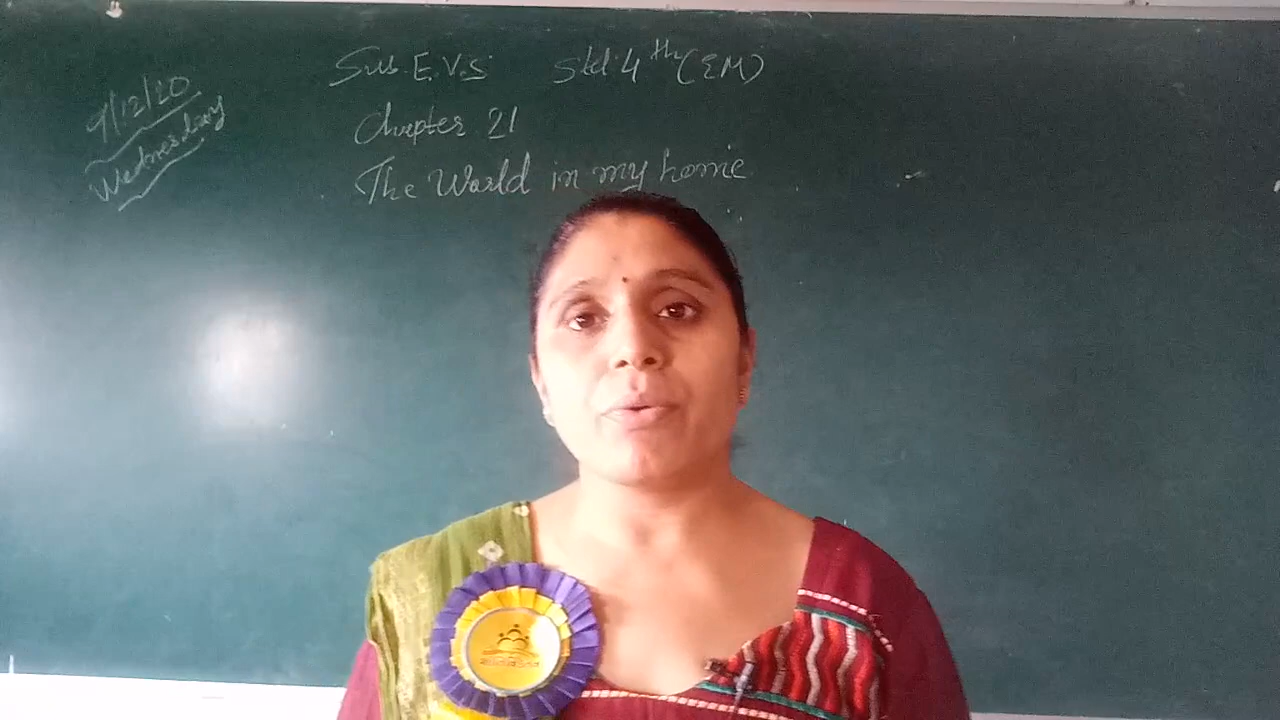 9/12/20
Wednesday
Sub. E.V.S. Std. 4th (EM)
Chapter 21
The World in my home